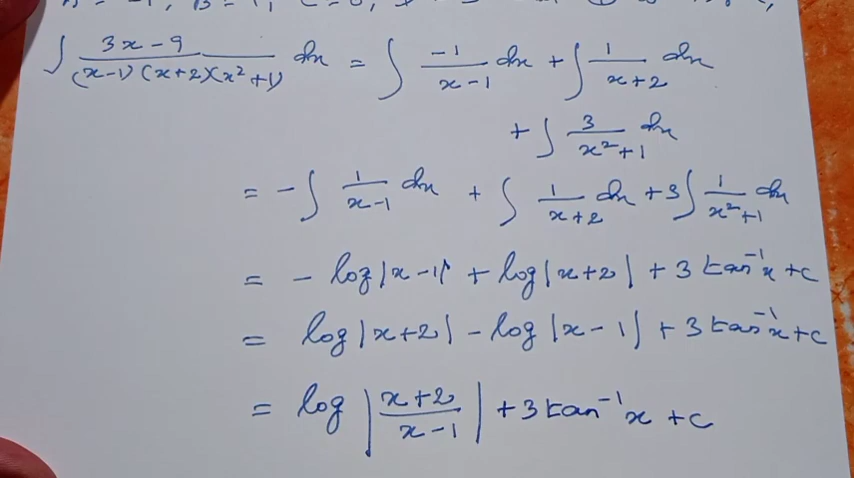 ∫ (3x-9)/((x-1)(x+2)(x²+1)) dx = ∫ -1/(x-1) dx + ∫ 1/(x+2) dx
+ ∫ 3/(x²+1) dx
= - ∫ 1/(x-1) dx + ∫ 1/(x+2) dx + 3∫ 1/(x²+1) dx
= - log|x-1| + log|x+2| + 3 tan⁻¹x + c
= log|x+2| - log|x-1| + 3 tan⁻¹x + c
= log |(x+2)/(x-1)| + 3 tan⁻¹x + c